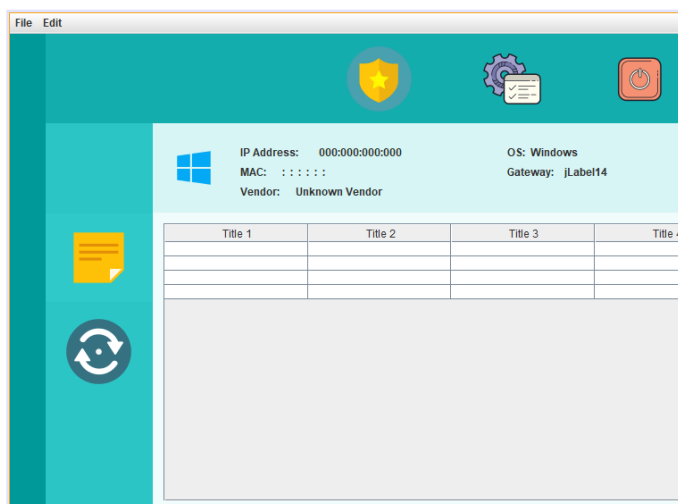 File Edit
IP Address: 000:000:000:000 OS: Windows
MAC: : : : : : : Gateway: jLabel14
Vendor: Unknown Vendor
Title 1 Title 2 Title 3 Title